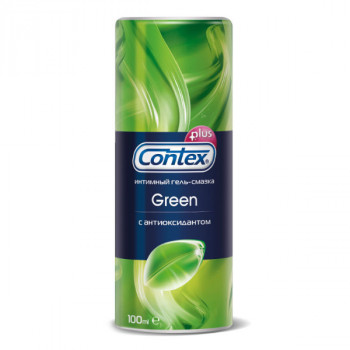 plus
Contex®
интимный гель-смазка
Green
с антиоксидантом
100ml e